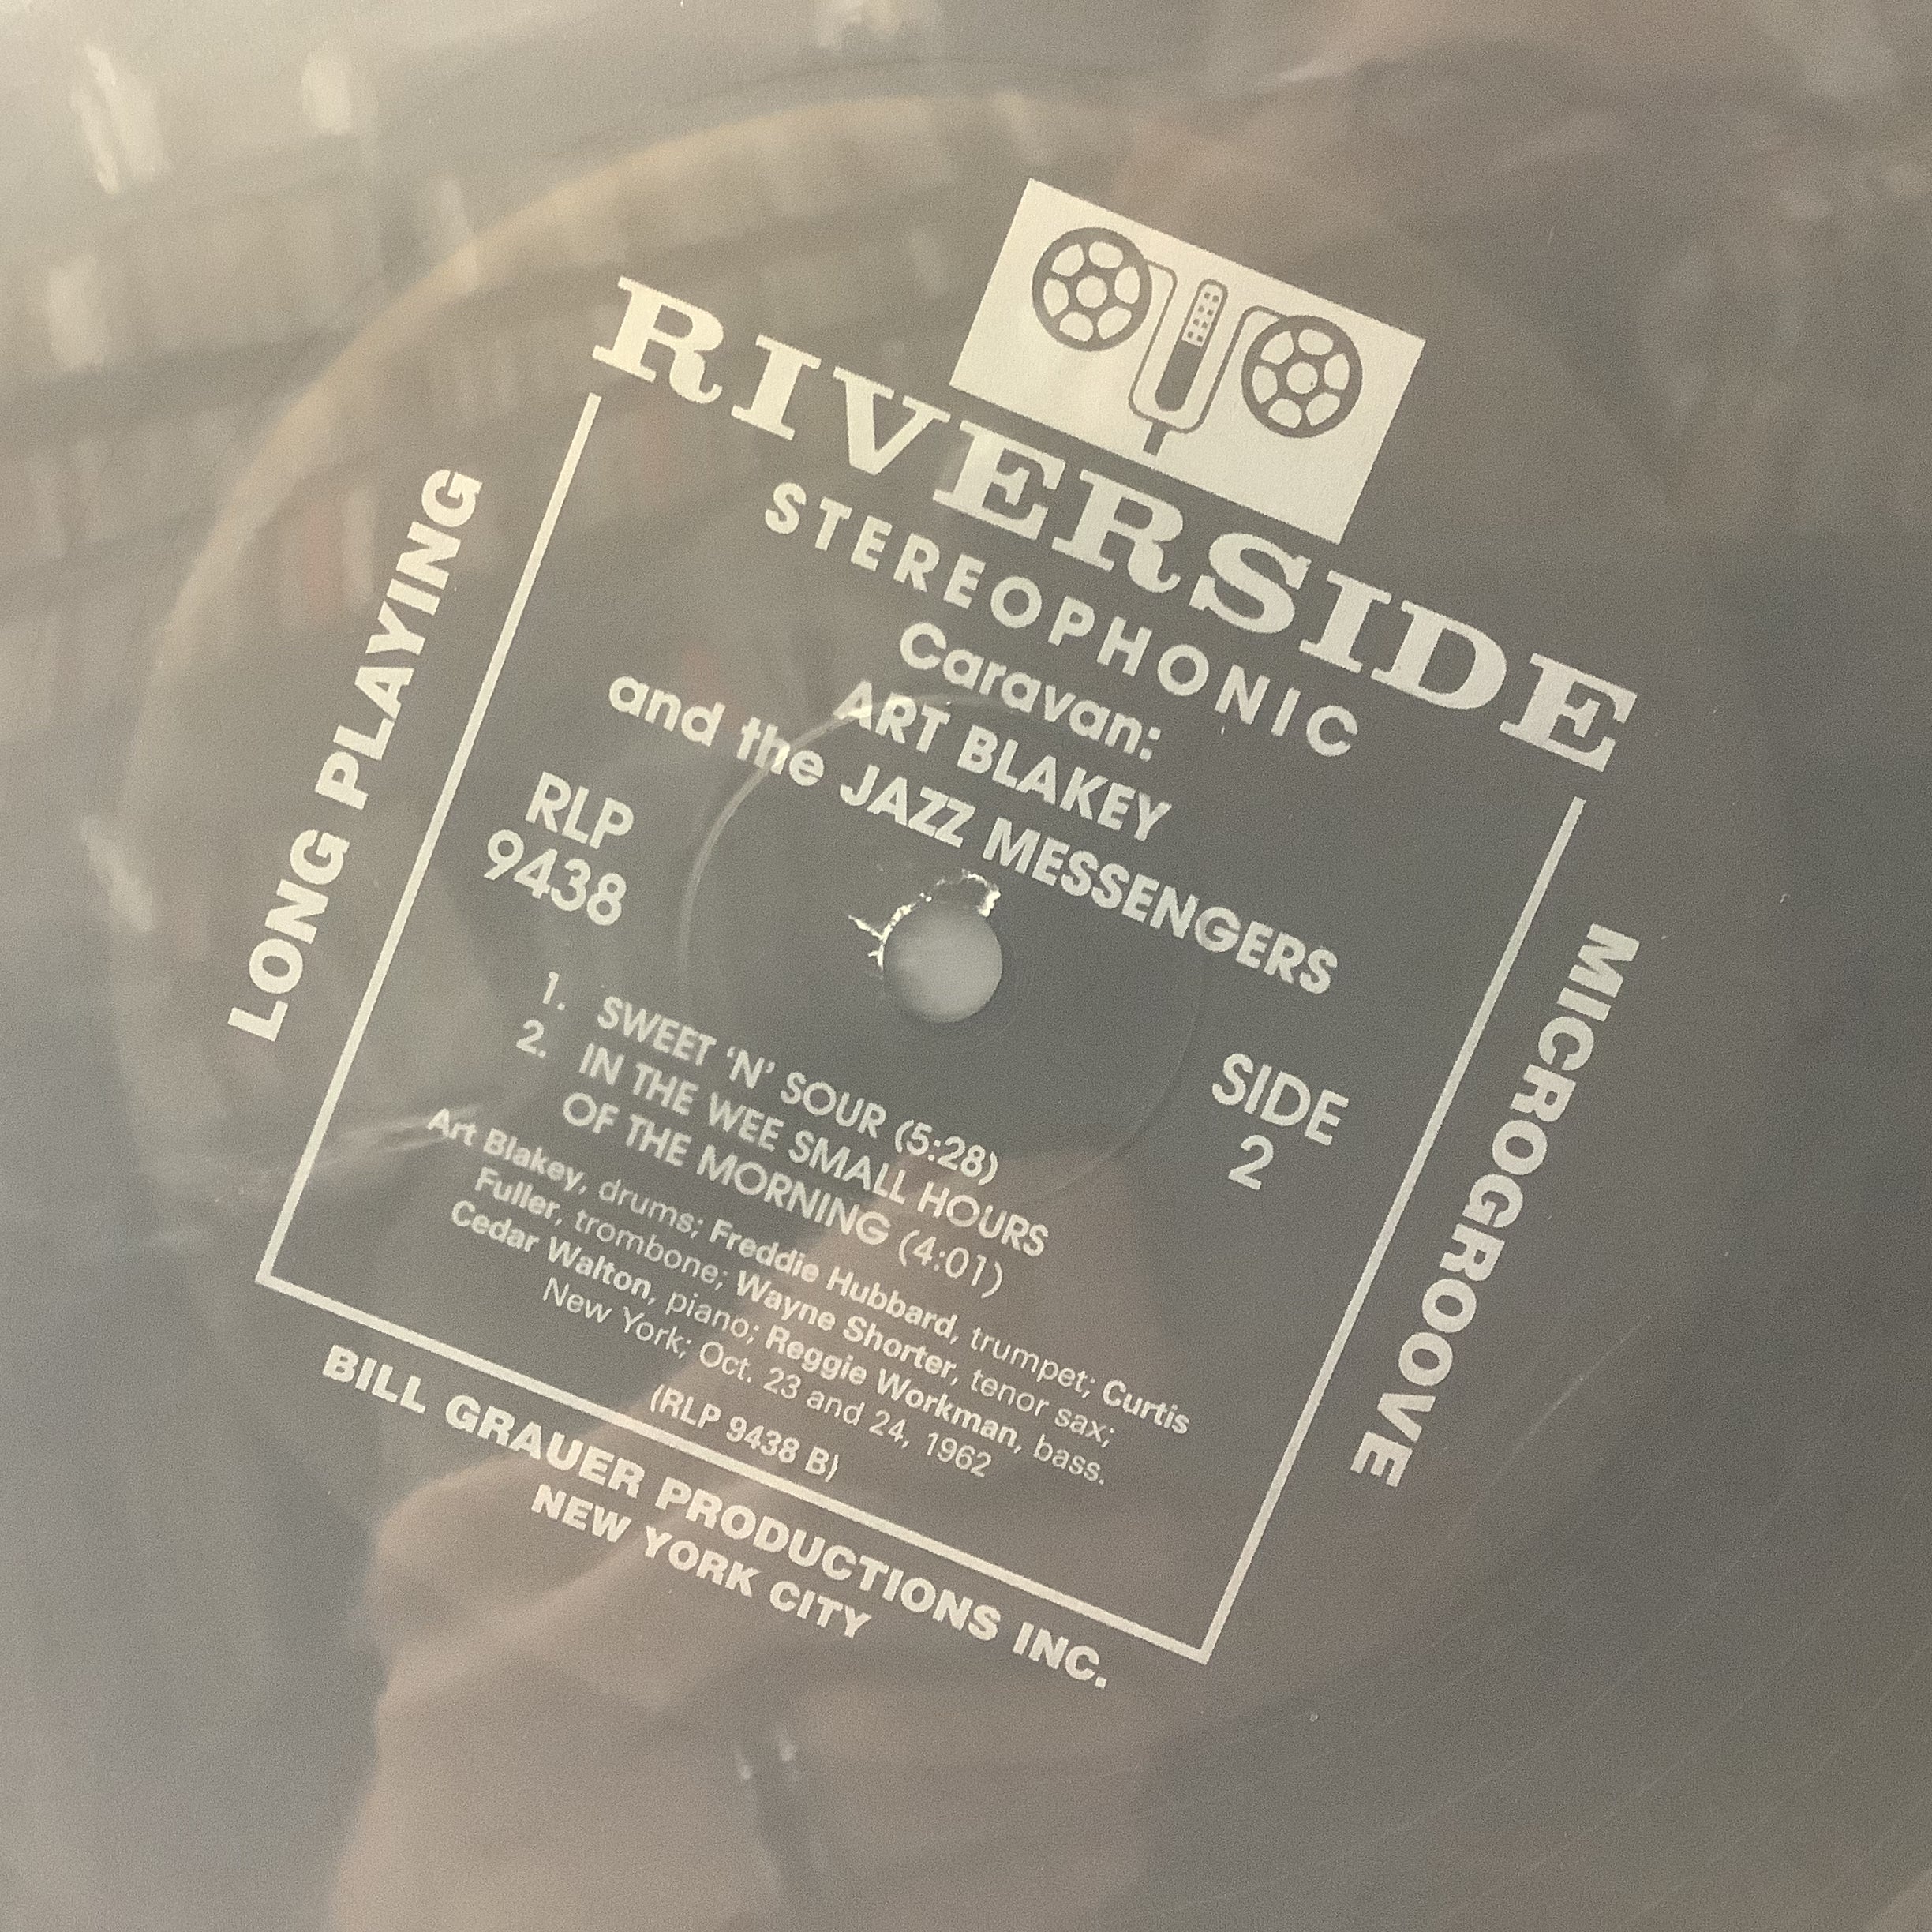 RIVERSIDE
STEREOPHONIC
Caravan:
ART BLAKEY
and the JAZZ MESSENGERS
RLP
9438
SIDE
2
1. SWEET ‘N’ SOUR (5:28)
2. IN THE WEE SMALL HOURS
OF THE MORNING (4:01)
Art Blakey, drums; Freddie Hubbard, trumpet; Curtis
Fuller, trombone; Wayne Shorter, tenor sax;
Cedar Walton, piano; Reggie Workman, bass.
New York; Oct. 23 and 24, 1962
(RLP 9438 B)
LONG PLAYING
MICROGROOVE
BILL GRAUER PRODUCTIONS INC.
NEW YORK CITY